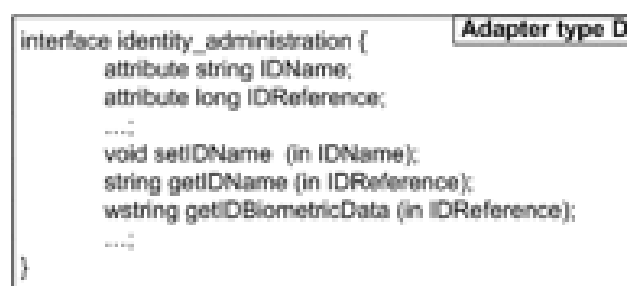 Adapter type D
interface identity_administration {
attribute string IDName;
attribute long IDReference;
....;
void setIDName (in IDName);
string getIDName (in IDReference);
wstring getIDBiometricData (in IDReference);
....;
}